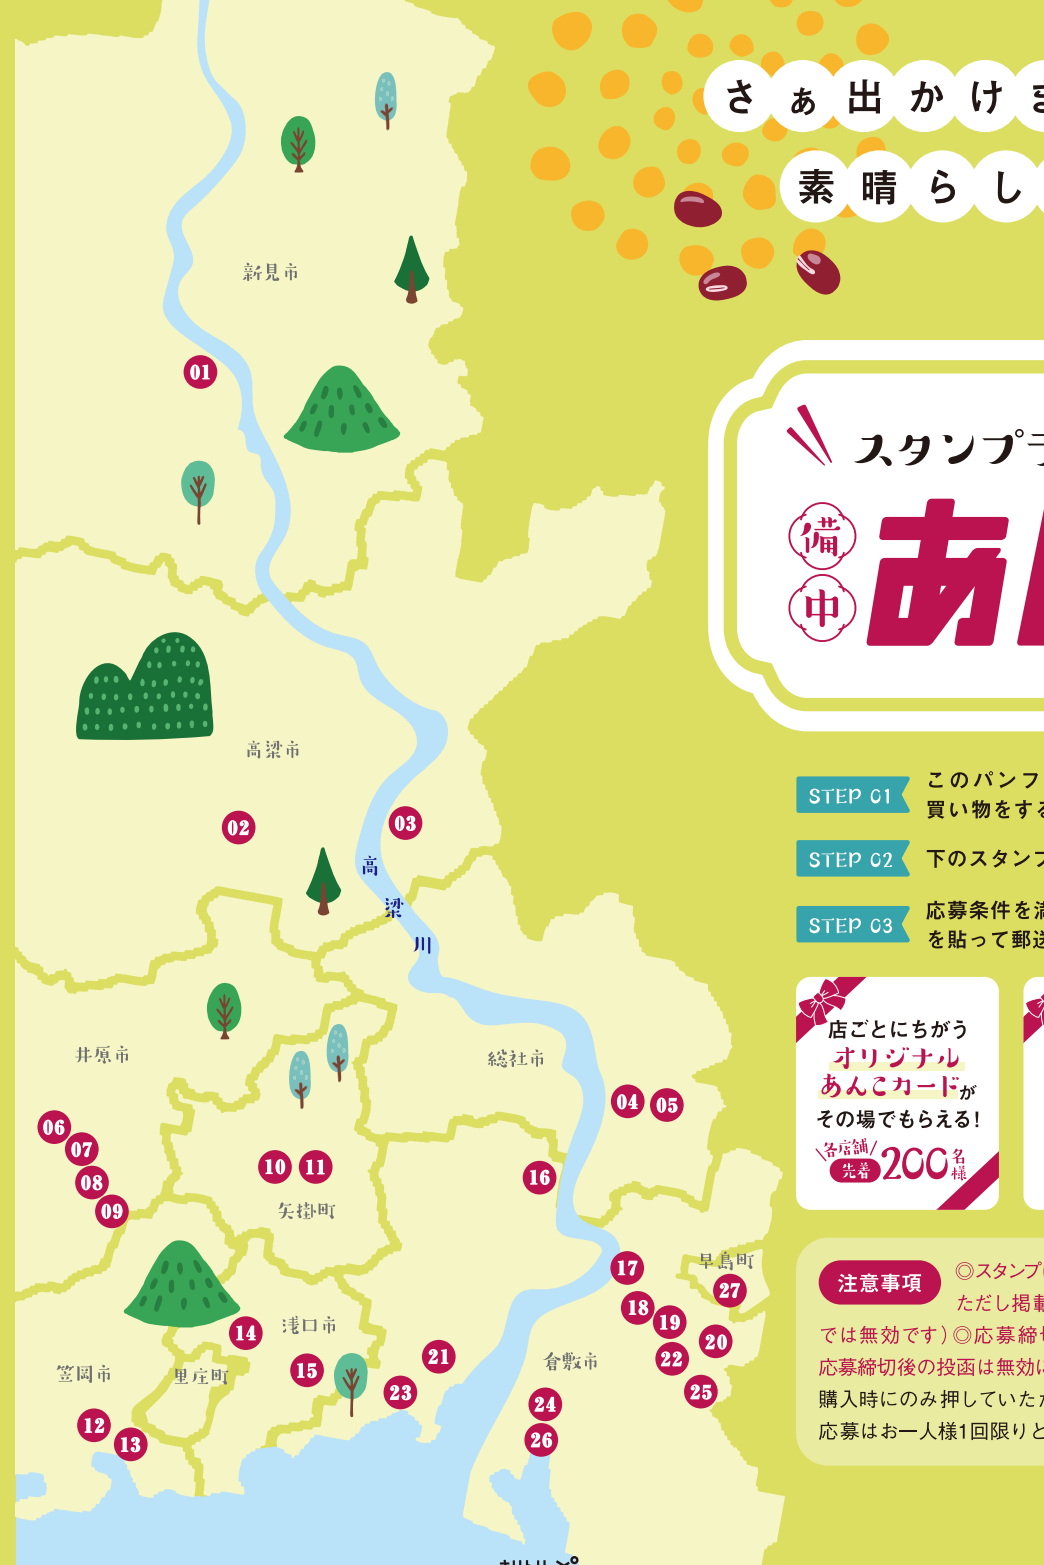 さぁ出かけま
素晴らし
スタンプラ
備中
あ
STEP 01
このパンフ
買い物をする
STEP 02
下のスタンプ
STEP 03
応募条件を満
を貼って郵送
店ごとにちがう
オリジナル
あんこカードが
その場でもらえる!
各店舗
先着
200名様
注意事項
◎スタンプ
ただし掲載
では無効です)◎応募締切
応募締切後の投函は無効に
購入時にのみ押していただ
応募はお一人様1回限りと
新見市
01
高梁市
02
03
高梁川
井原市
総社市
04
05
06
07
08
09
10
11
矢掛町
16
早島町
17
27
18
19
20
14
浅口市
21
22
倉敷市
笠岡市
里庄町
15
23
24
25
12
13
26